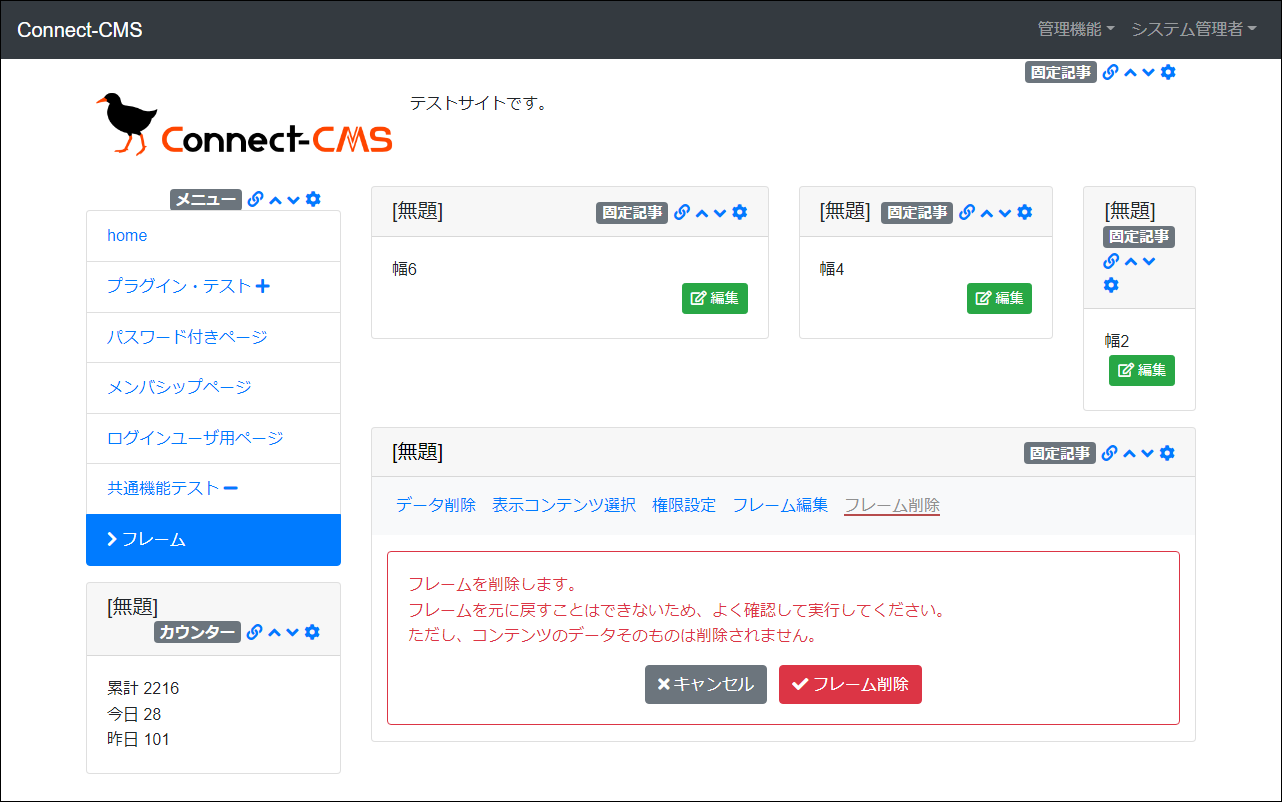 Connect-CMS
管理機能 システム管理者
固定記事
Connect-CMS
テストサイトです。
メニュー
home
プラグイン・テスト
パスワード付きページ
メンバシップページ
ログインユーザ用ページ
共通機能テスト
フレーム
[無題]
カウンター
累計 2216
今日 28
昨日 101
[無題] 固定記事
幅6
編集
[無題] 固定記事
幅4
編集
[無題]
固定記事
幅2
編集
[無題] 固定記事
データ削除 表示コンテンツ選択 権限設定 フレーム編集 フレーム削除
フレームを削除します。
フレームを元に戻すことはできないため、よく確認して実行してください。
ただし、コンテンツのデータそのものは削除されません。
キャンセル フレーム削除